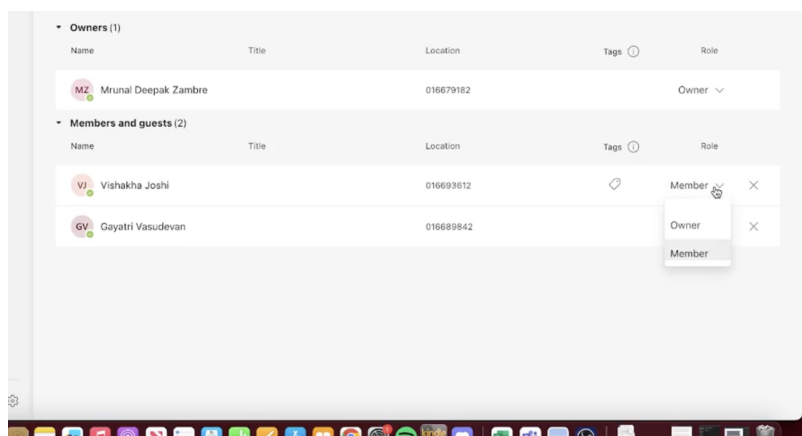 Owners (1)
Name Title Location Tags Role
MZ Mrunal Deepak Zambre 016679182 Owner
Members and guests (2)
Name Title Location Tags Role
VJ Vishakha Joshi 016693612 Member
GV Gayatri Vasudevan 016689842
Owner
Member
kindle